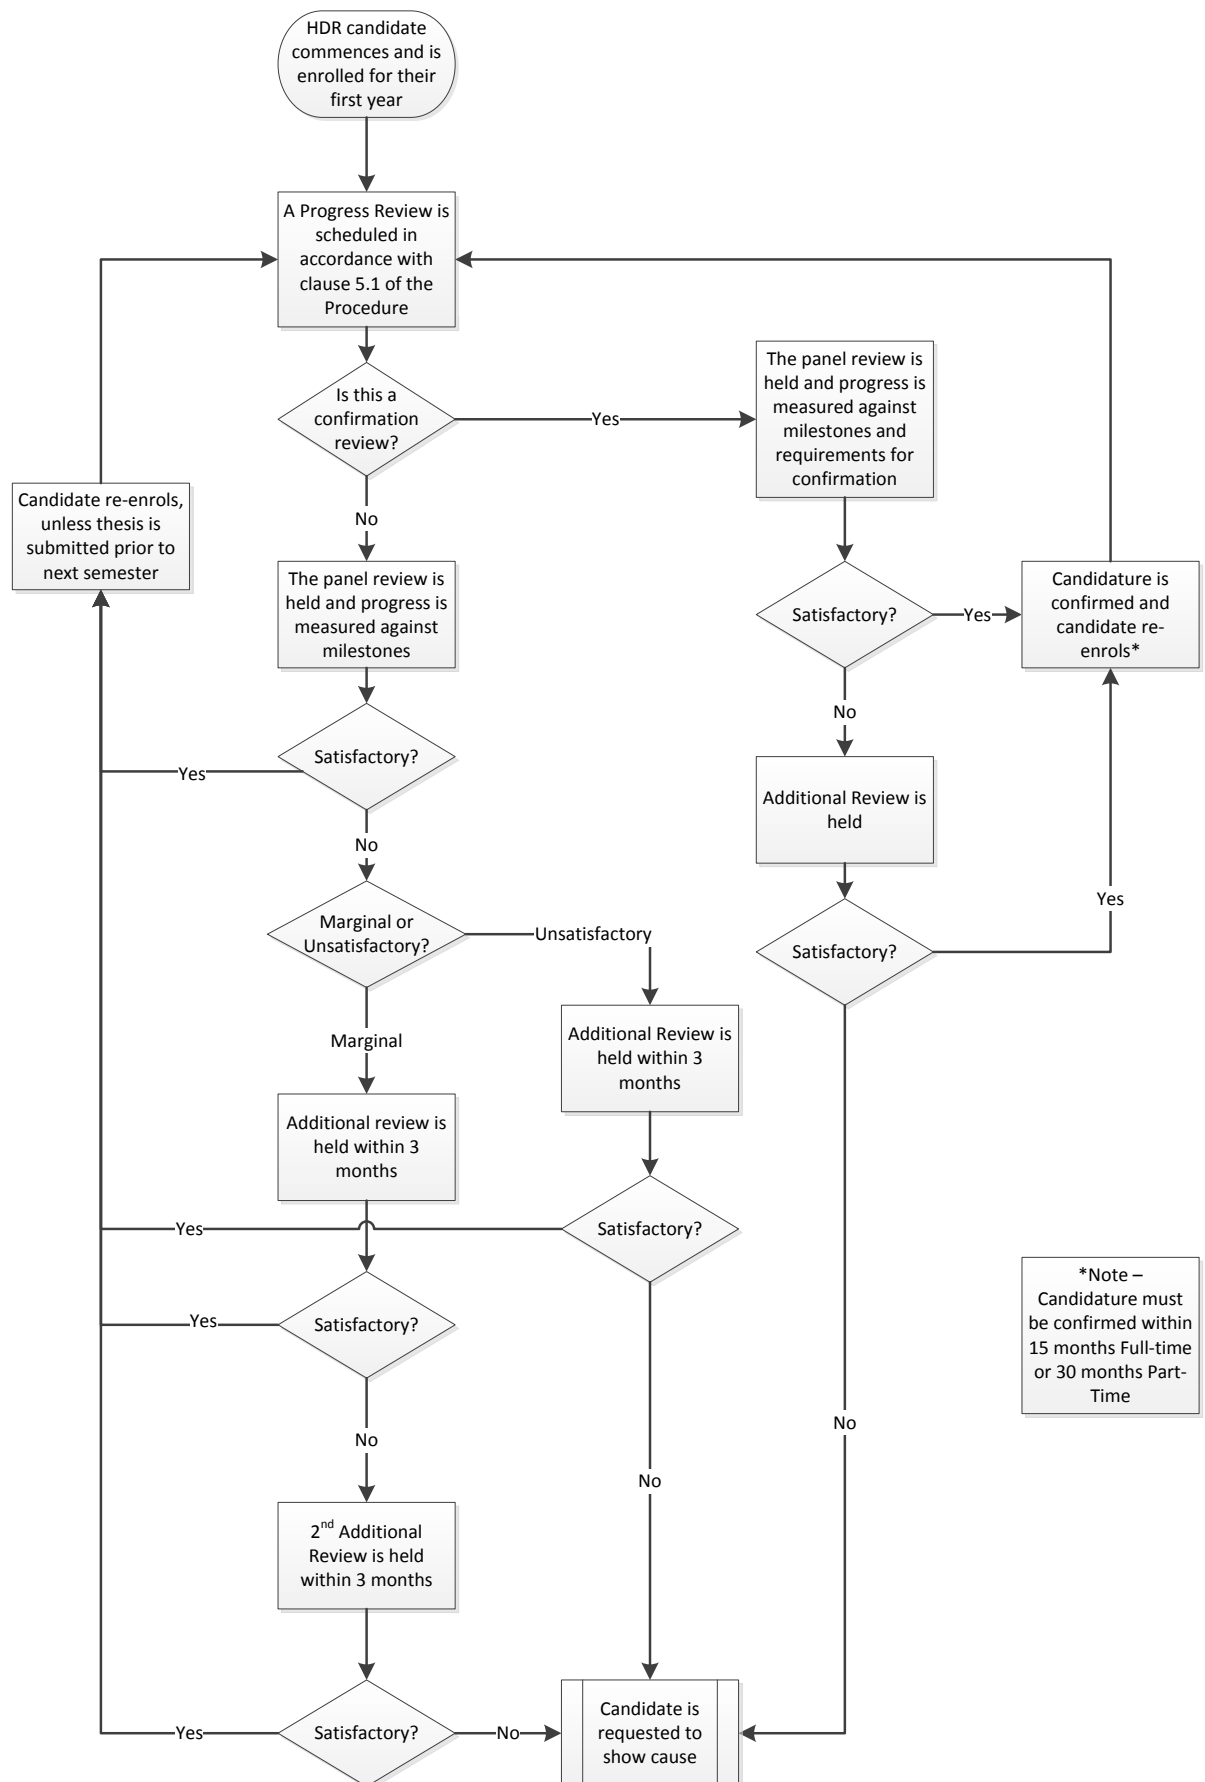 HDR candidate
commences and is
enrolled for their
first year
A Progress Review is
scheduled in
accordance with
clause 5.1 of the
Procedure
Is this a
confirmation
review?
Yes
The panel review is
held and progress is
measured against
milestones and
requirements for
confirmation
Candidate re-enrols,
unless thesis is
submitted prior to
next semester
No
The panel review is
held and progress is
measured against
milestones
Satisfactory?
Yes
Candidature is
confirmed and
candidate re-
enrols*
No
Satisfactory?
Yes
Additional Review is
held
No
Marginal or
Unsatisfactory?
Unsatisfactory
Satisfactory?
Yes
Marginal
Additional Review is
held within 3
months
Additional review is
held within 3
months
Satisfactory?
Yes
Satisfactory?
Yes
*Note –
Candidature must
be confirmed within
15 months Full-time
or 30 months Part-
Time
No
No
No
2nd Additional
Review is held
within 3 months
Satisfactory?
Yes
No
Candidate is
requested to
show cause